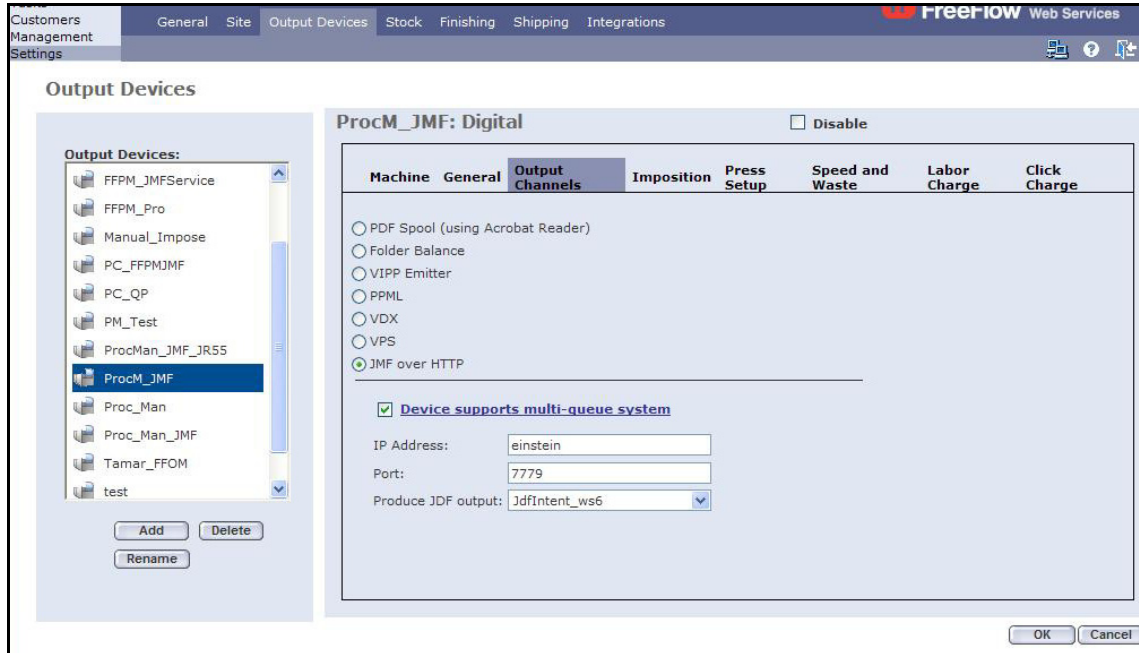 Customers
Management
Settings
General Site Output Devices Stock Finishing Shipping Integrations
FreeFlow Web Services
Output Devices
Output Devices:
FFPM_JMFService
FFPM_Pro
Manual_Impose
PC_FFPMJMF
PC_QP
PM_Test
ProcMan_JMF_JR55
ProcM_JMF
Proc_Man
Proc_Man_JMF
Tamar_FFOM
test
Add Delete
Rename
ProcM_JMF: Digital
Disable
Machine General Output Channels Imposition Press Setup Speed and Waste Labor Charge Click Charge
PDF Spool (using Acrobat Reader)
Folder Balance
VIPP Emitter
PPML
VDX
VPS
JMF over HTTP
Device supports multi-queue system
IP Address: einstein
Port: 7779
Produce JDF output: JdfIntent_ws6
OK Cancel